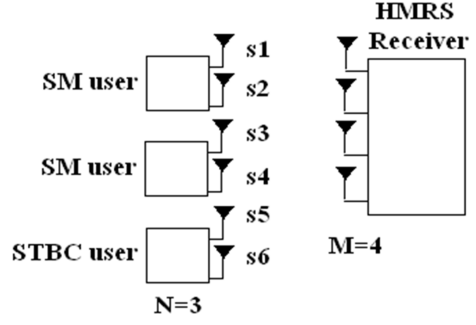 HMRS
Receiver
s1
SM user
s2
s3
SM user
s4
s5
STBC user
s6
M=4
N=3